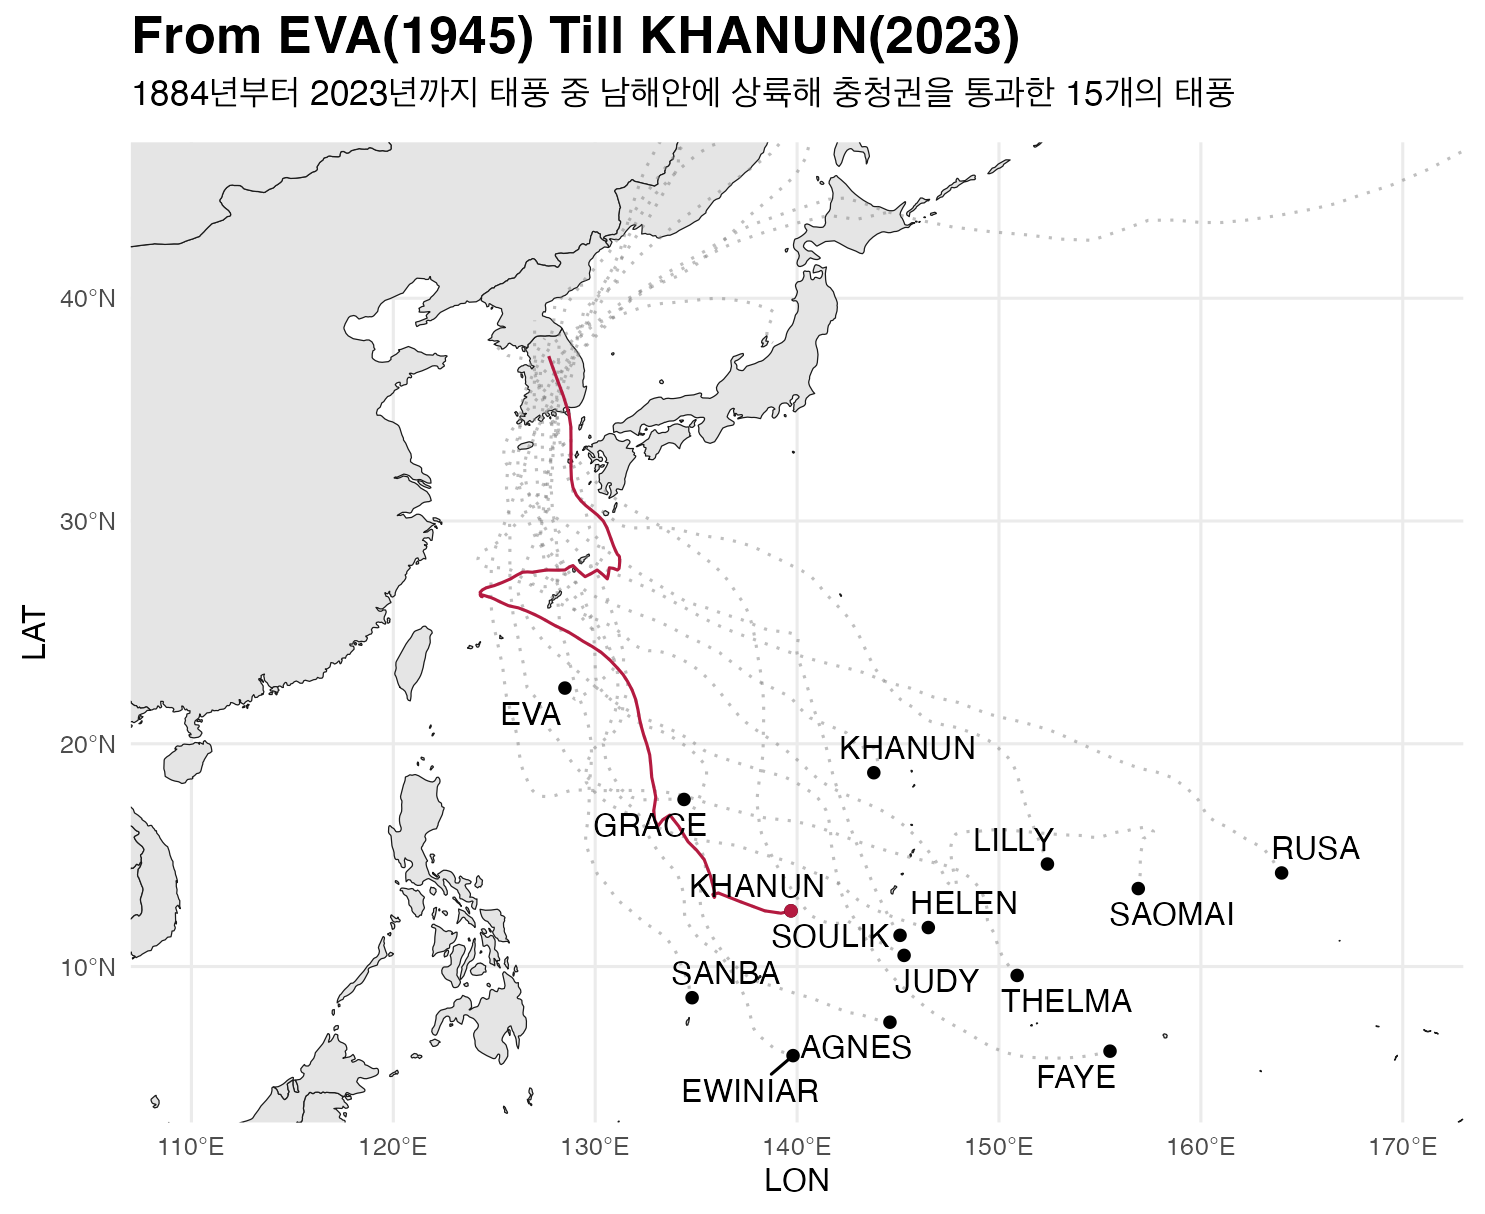 From EVA(1945) Till KHANUN(2023)
1884년부터 2023년까지 태풍 중 남해안에 상륙해 충청권을 통과한 15개의 태풍
40°N
30°N
EVA
20°N
KHANUN
GRACE
LILLY
RUSA
KHANUN
HELEN
SAOMAI
SOULIK
10°N
SANBA
JUDY
THELMA
AGNES
FAYE
EWINIAR
LAT
110°E 120°E 130°E 140°E 150°E 160°E 170°E
LON